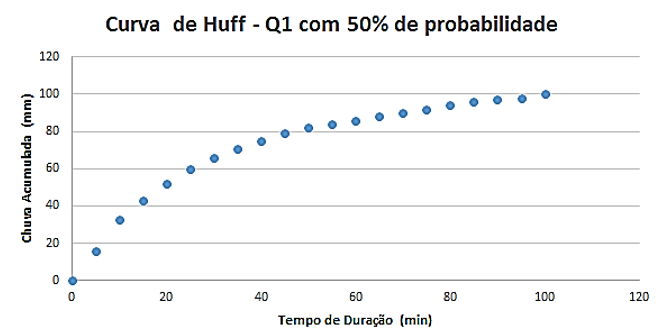 Curva de Huff - Q1 com 50% de probabilidade
120
100
80
60
40
20
0
Chuva Acumulada (mm)
0 20 40 60 80 100 120
Tempo de Duração (min)